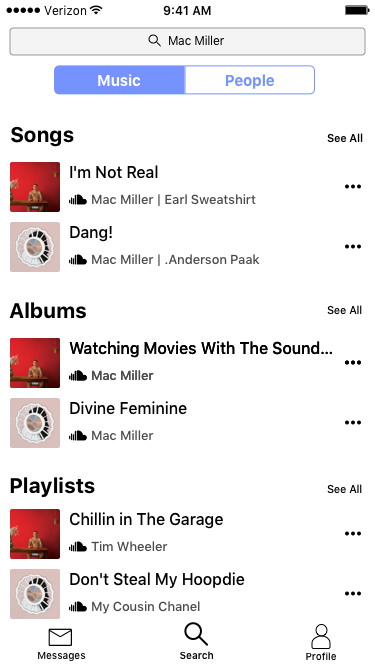 Verizon 9:41 AM
Mac Miller
Music People
Songs See All
I'm Not Real
Mac Miller | Earl Sweatshirt
Dang!
Mac Miller | .Anderson Paak
Albums See All
Watching Movies With The Sound...
Mac Miller
Divine Feminine
Mac Miller
Playlists See All
Chillin in The Garage
Tim Wheeler
Don't Steal My Hoopdie
My Cousin Chanel
Messages Search Profile